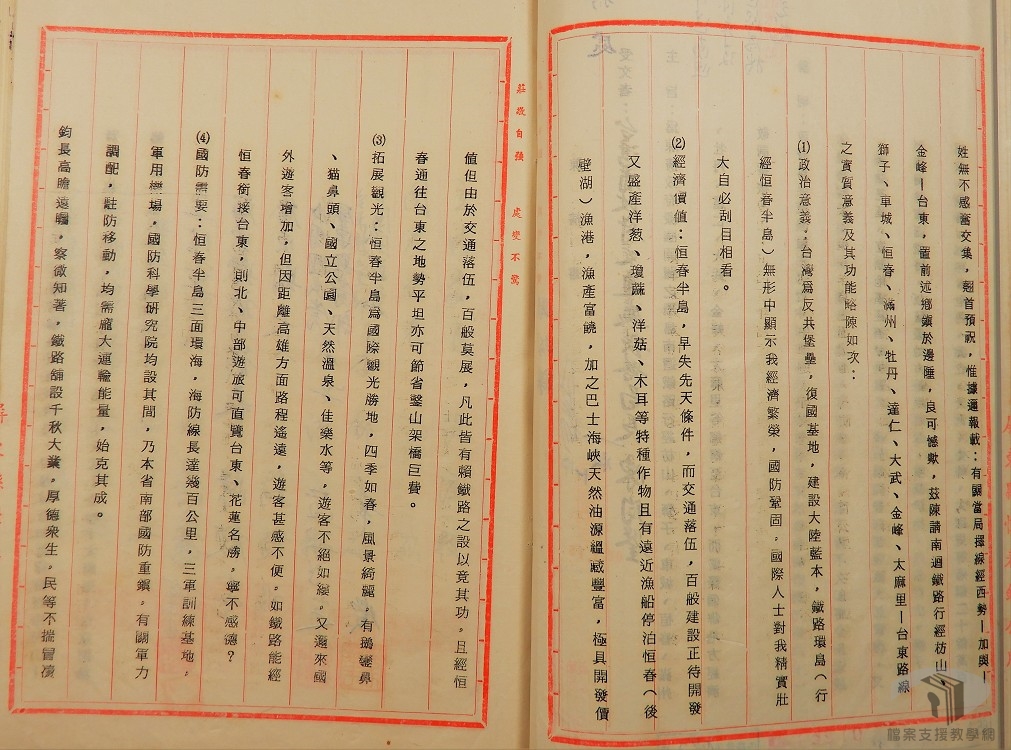 姓無不感奮交集，翹首預祝，惟據通報載：有關當局擇線經西勢—加與—
金峰—台東，置前述鄉鎮於邊陲，良可憾歟，茲陳請南迴鐵路行經枋山、
獅子、車城、恒春、滿州、牡丹、達仁、大武、金峰、太麻里—台東路線
之實質意義及其功能略陳如次：
⑴政治意義：台灣為反共堡壘，復國基地，建設大陸藍本，鐵路環島（行
經恒春半島）無形中顯示我經濟繁榮，國防鞏固。國際人士對我精實壯
大自必刮目相看。
⑵經濟價值：恒春半島，早失先天條件，而交通落伍，百般建設正待開發
又盛產洋葱、瓊蔴、洋菇、木耳等特種作物且有遠近漁船停泊恒春（後
壁湖）漁港，漁產富饒，加之巴士海峽天然油源縕藏豐富，極具開發價
莊敬自強　處變不驚
值但由於交通落伍，百般莫展，凡此皆有賴鐵路之設以竟其功。且經恒
春通往台東之地勢平坦亦可節省鑿山架橋巨費。
⑶拓展觀光：恒春半島為國際觀光勝地，四季如春，風景綺麗。有鵝鑾鼻
、貓鼻頭、國立公園、天然溫泉、佳樂水等，遊客不絕如縷。又邇來國
外遊客增加，但因距離高雄方面路程遙遠，遊客甚感不便。如鐵路能經
恒春銜接台東，則北、中部遊旅可直覽台東、花蓮名勝，寧不感德？
⑷國防需要：恒春半島三面環海，海防線長達幾百公里，三軍訓練基地，
軍用機場，國防科學研究院均設其間，乃本省南部國防重鎮。有關軍力
調配，駐防移動，均需龐大運輸能量，始克其成。
鈞長高瞻遠矚，察微知著，鐵路舖設千秋大業，厚德衆生，民等不揣冒瀆
檔案支援教學網